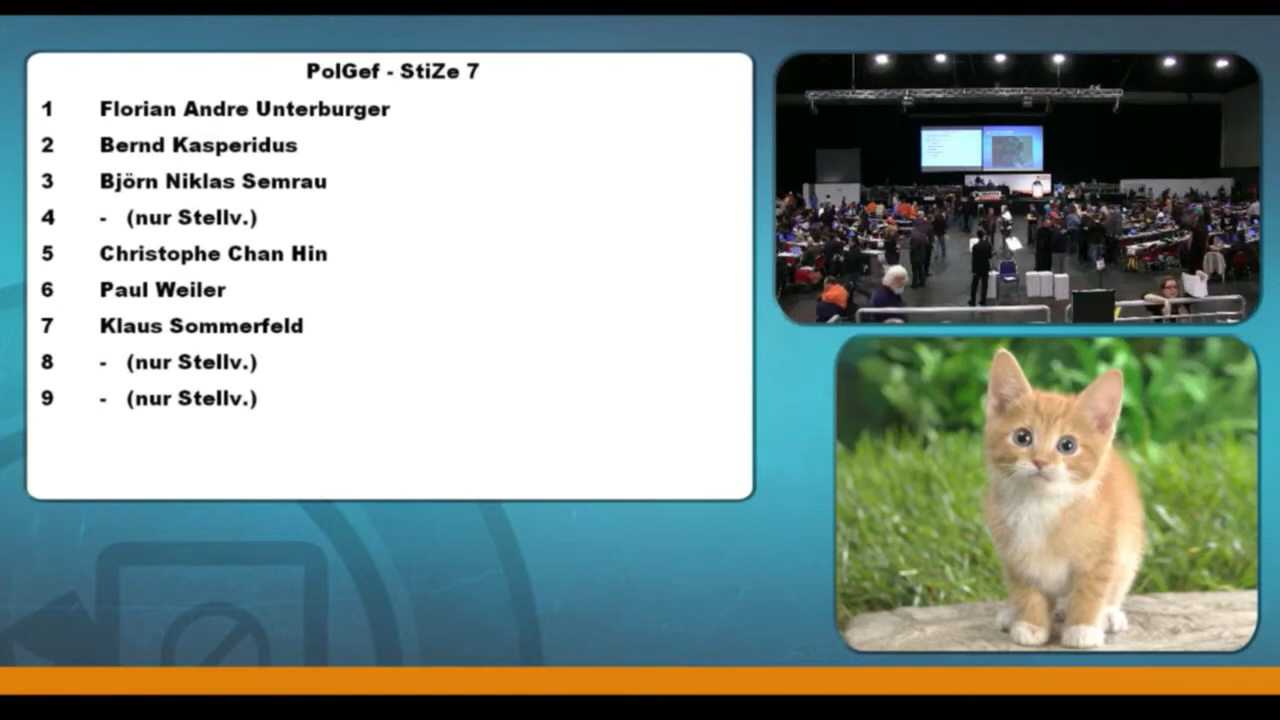 PolGef - StiZe 7
1 Florian Andre Unterburger
2 Bernd Kasperidus
3 Björn Niklas Semrau
4 - (nur Stellv.)
5 Christophe Chan Hin
6 Paul Weiler
7 Klaus Sommerfeld
8 - (nur Stellv.)
9 - (nur Stellv.)